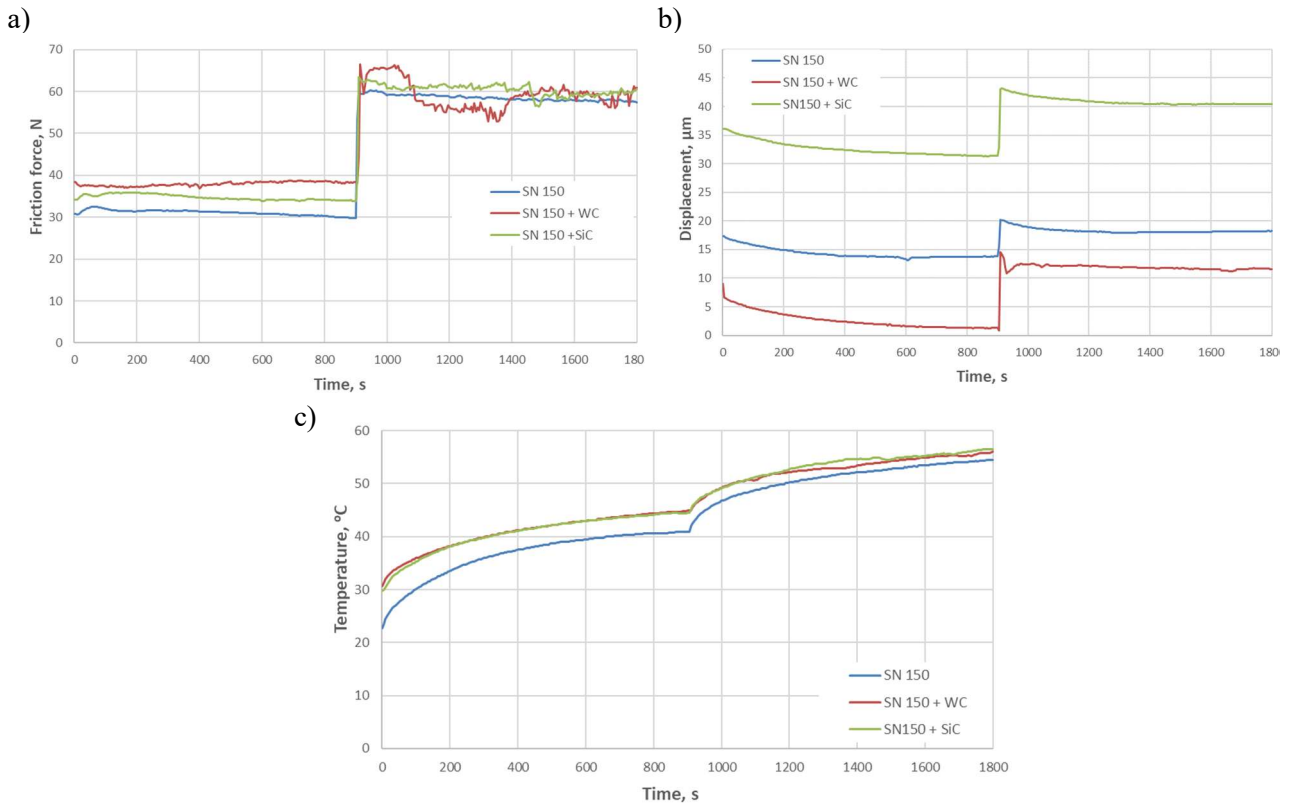 a)
Friction force, N
70
60
50
40
30
20
10
0
SN 150
SN 150 + WC
SN 150 +SiC
0 200 400 600 800 1000 1200 1400 1600 180
Time, s
b)
Displacenent, µm
50
45
40
35
30
25
20
15
10
5
0
SN 150
SN 150 + WC
SN150 + SiC
0 200 400 600 800 1000 1200 1400 1600 1800
Time, s
c)
Temperature, ºC
60
50
40
30
20
10
0
SN 150
SN 150 + WC
SN150 + SiC
0 200 400 600 800 1000 1200 1400 1600 1800
Time, s